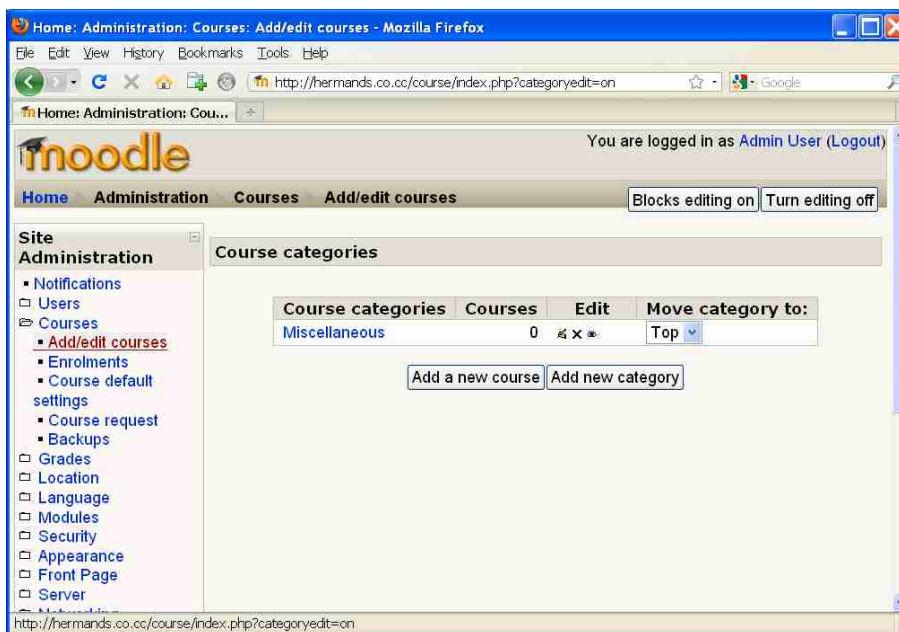 Home: Administration: Courses: Add/edit courses - Mozilla Firefox
File Edit View History Bookmarks Tools Help
http://hermands.co.cc/course/index.php?categoryedit=on
Google
Home: Administration: Cou...
moodle
You are logged in as Admin User (Logout)
Home Administration Courses Add/edit courses
Blocks editing on Turn editing off
Site Administration
Notifications
Users
Courses
Add/edit courses
Enrolments
Course default
settings
Course request
Backups
Grades
Location
Language
Modules
Security
Appearance
Front Page
Server
Course categories
Course categories Courses Edit Move category to:
Miscellaneous 0 Top
Add a new course Add new category
http://hermands.co.cc/course/index.php?categoryedit=on